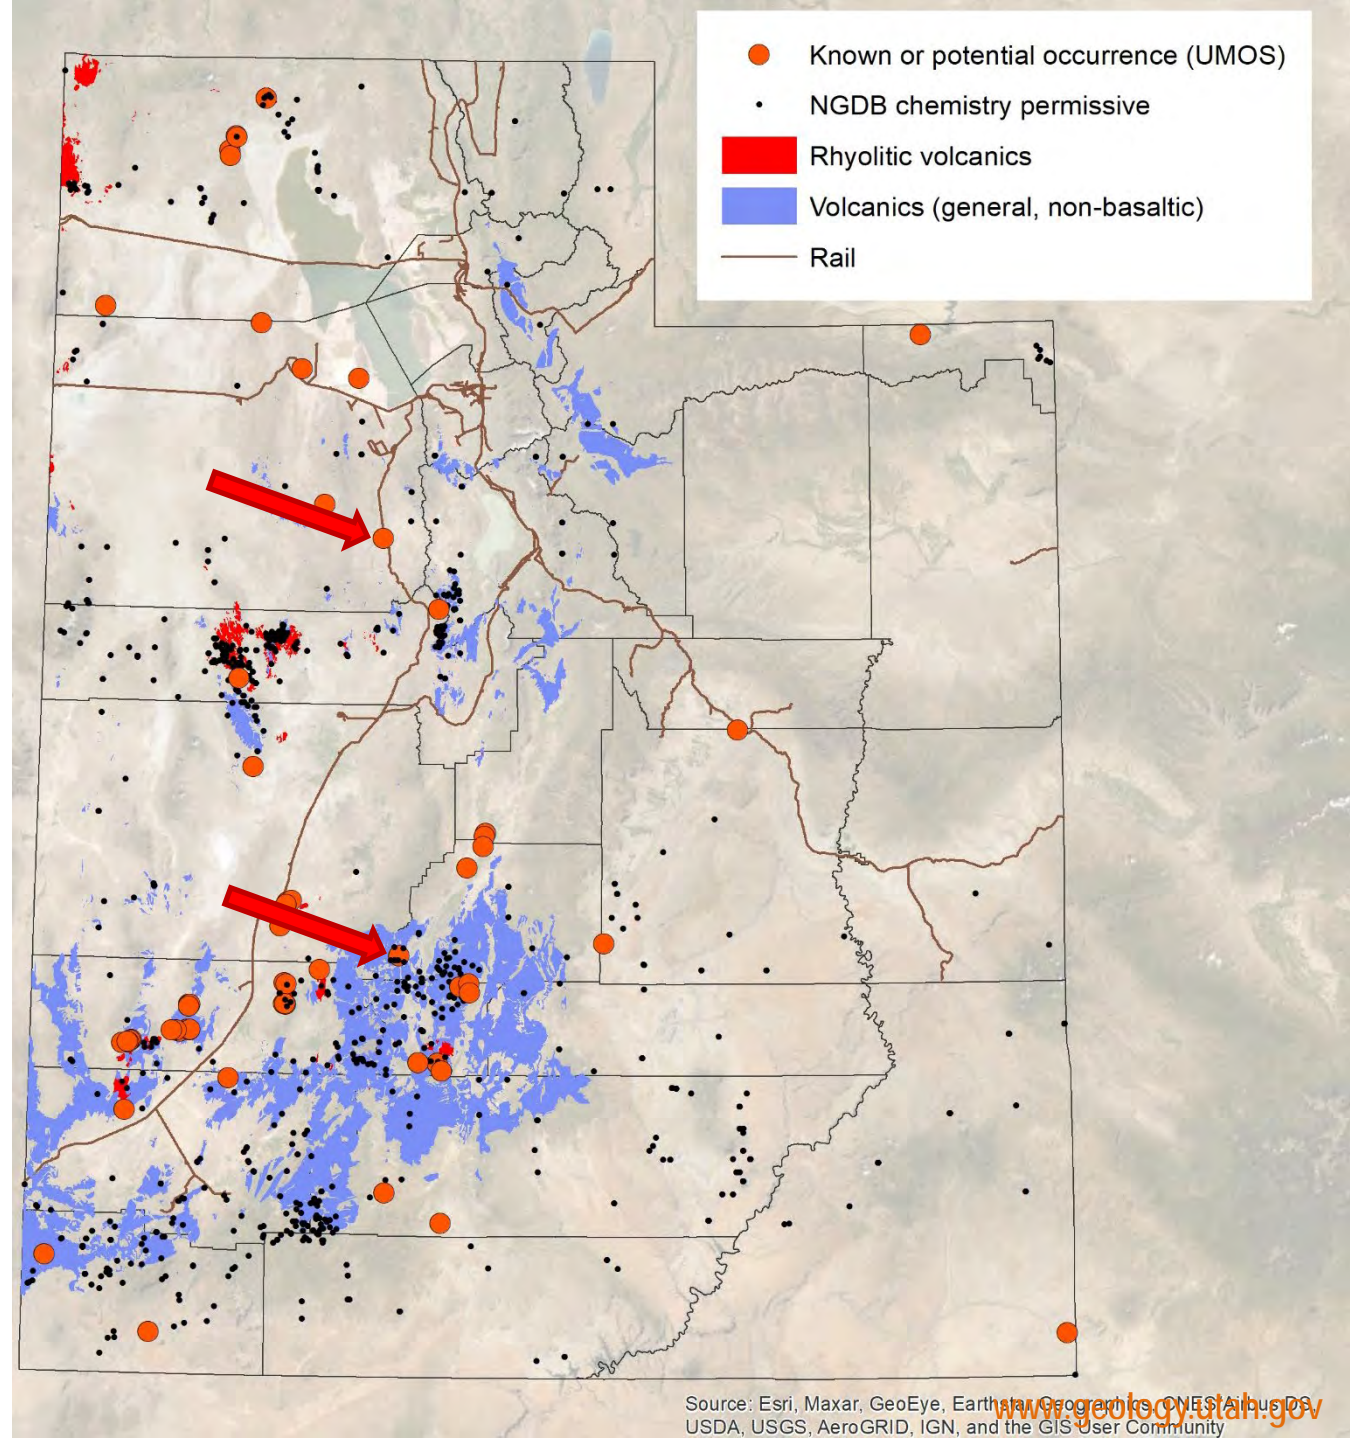 Known or potential occurrence (UMOS)
NGDB chemistry permissive
Rhyolitic volcanics
Volcanics (general, non-basaltic)
Rail
Source: Esri, Maxar, GeoEye, Earthstar Geographics, CNES/Airbus DS,
USDA, USGS, AeroGRID, IGN, and the GIS User Community
www.geology.utah.gov